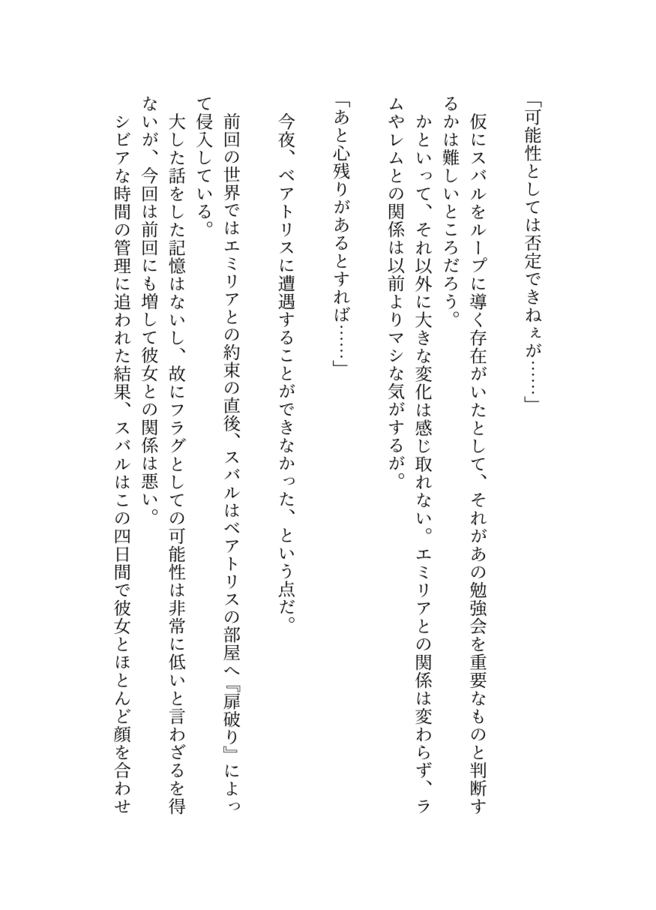 「可能性としては否定できねぇが……」
仮にスバルをループに導く存在がいたとして、それがあの勉強会を重要なものと判断す
るかは難しいところだろう。
かといって、それ以外に大きな変化は感じ取れない。エミリアとの関係は変わらず、ラ
ムやレムとの関係は以前よりマシな気がするが。
「あと心残りがあるとすれば……」
今夜、ベアトリスに遭遇することができなかった、という点だ。
前回の世界ではエミリアとの約束の直後、スバルはベアトリスの部屋へ『扉破り』によっ
て侵入している。
大した話をした記憶はないし、故にフラグとしての可能性は非常に低いと言わざるを得
ないが、今回は前回にも増して彼女との関係は悪い。
シビアな時間の管理に追われた結果、スバルはこの四日間で彼女とほとんど顔を合わせ